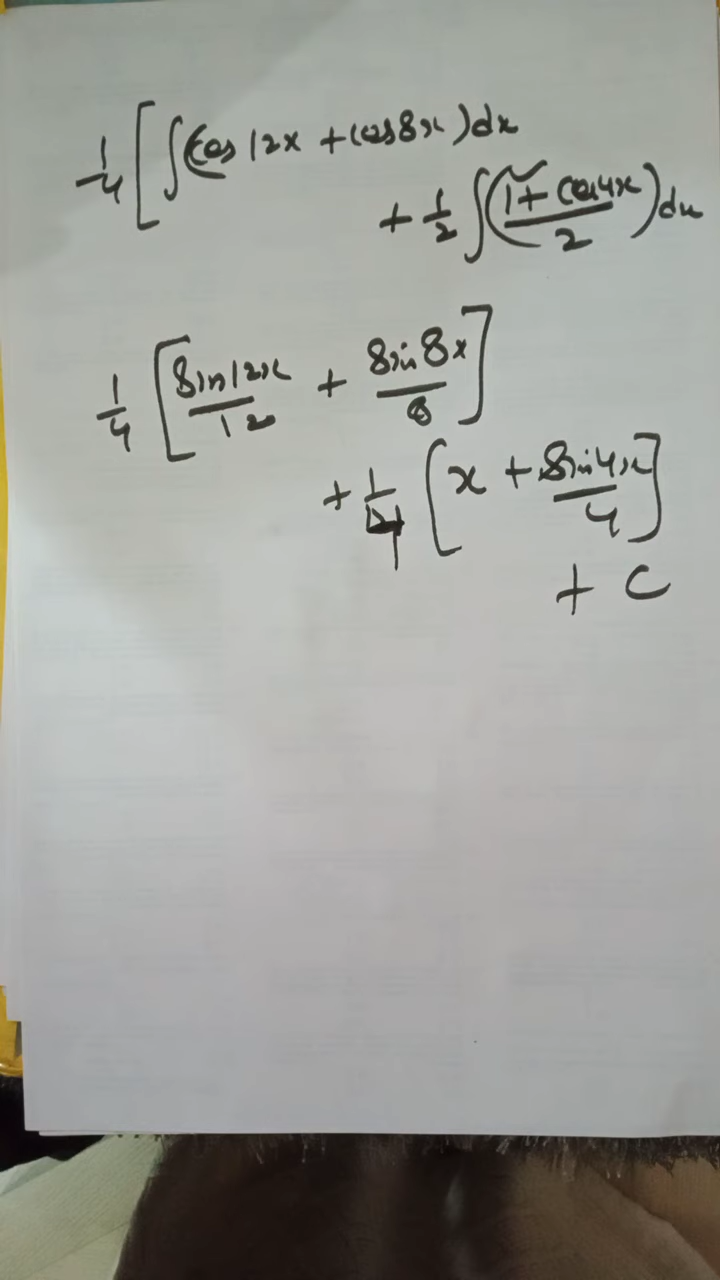 1/4 [ ∫(cos 12x + cos 8x) dx
+ 1/2 ∫((1 + cos 4x)/2) dx
1/4 [ sin 12x/12 + sin 8x/8 ]
+ 1/4 [ x + sin 4x/4 ]
+ C